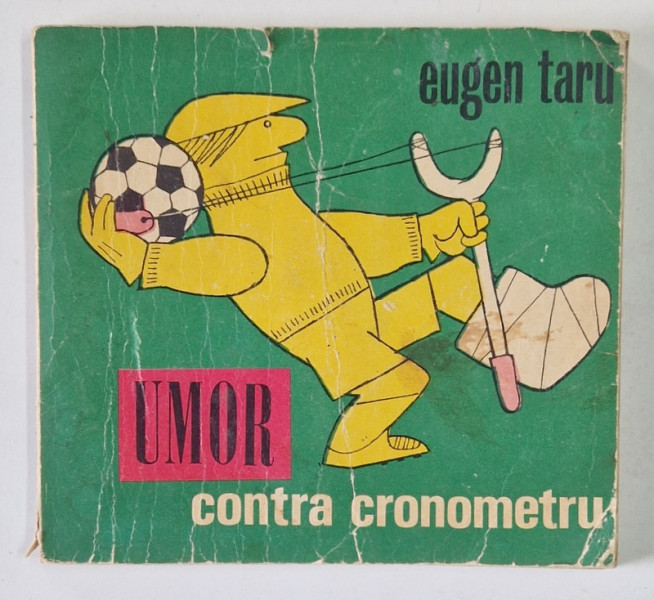 eugen taru
UMOR
contra cronometru